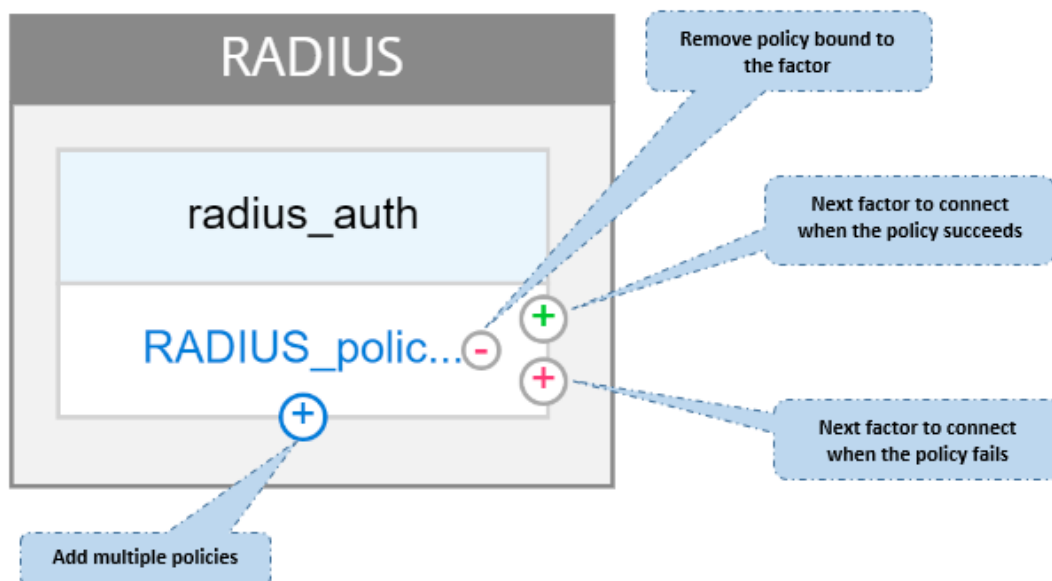 RADIUS
Remove policy bound to
the factor
radius_auth
Next factor to connect
when the policy succeeds
RADIUS_polic...
-
+
+
+
Next factor to connect
when the policy fails
Add multiple policies